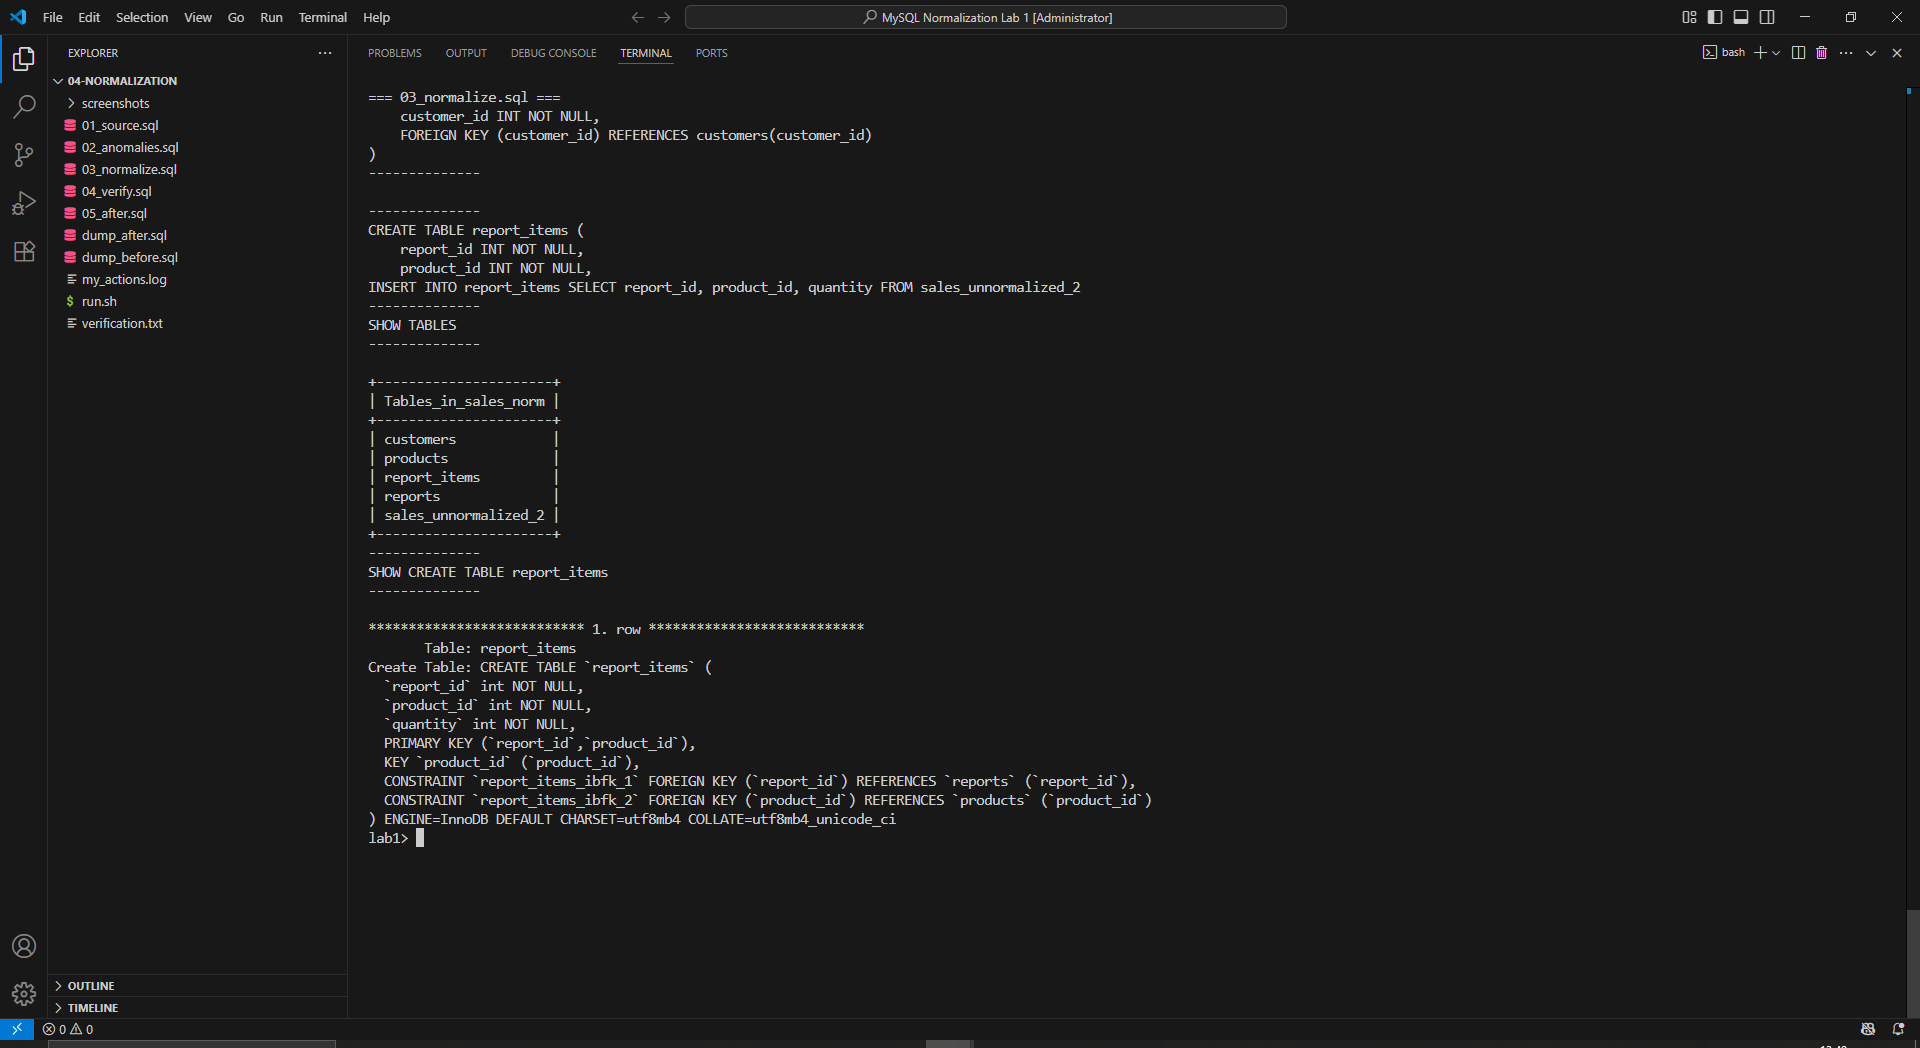 File Edit Selection View Go Run Terminal Help
MySQL Normalization Lab 1 [Administrator]
EXPLORER
PROBLEMS OUTPUT DEBUG CONSOLE TERMINAL PORTS
bash
04-NORMALIZATION
screenshots
01_source.sql
02_anomalies.sql
03_normalize.sql
04_verify.sql
05_after.sql
dump_after.sql
dump_before.sql
my_actions.log
$ run.sh
verification.txt
=== 03_normalize.sql ===
customer_id INT NOT NULL,
FOREIGN KEY (customer_id) REFERENCES customers(customer_id)
)
--------------
--------------
CREATE TABLE report_items (
report_id INT NOT NULL,
product_id INT NOT NULL,
INSERT INTO report_items SELECT report_id, product_id, quantity FROM sales_unnormalized_2
--------------
SHOW TABLES
--------------
+----------------------+
| Tables_in_sales_norm |
+----------------------+
| customers            |
| products             |
| report_items         |
| reports              |
| sales_unnormalized_2 |
+----------------------+
--------------
SHOW CREATE TABLE report_items
--------------
*************************** 1. row ***************************
Table: report_items
Create Table: CREATE TABLE `report_items` (
`report_id` int NOT NULL,
`product_id` int NOT NULL,
`quantity` int NOT NULL,
PRIMARY KEY (`report_id`,`product_id`),
KEY `product_id` (`product_id`),
CONSTRAINT `report_items_ibfk_1` FOREIGN KEY (`report_id`) REFERENCES `reports` (`report_id`),
CONSTRAINT `report_items_ibfk_2` FOREIGN KEY (`product_id`) REFERENCES `products` (`product_id`)
) ENGINE=InnoDB DEFAULT CHARSET=utf8mb4 COLLATE=utf8mb4_unicode_ci
lab1>
OUTLINE
TIMELINE
0 0